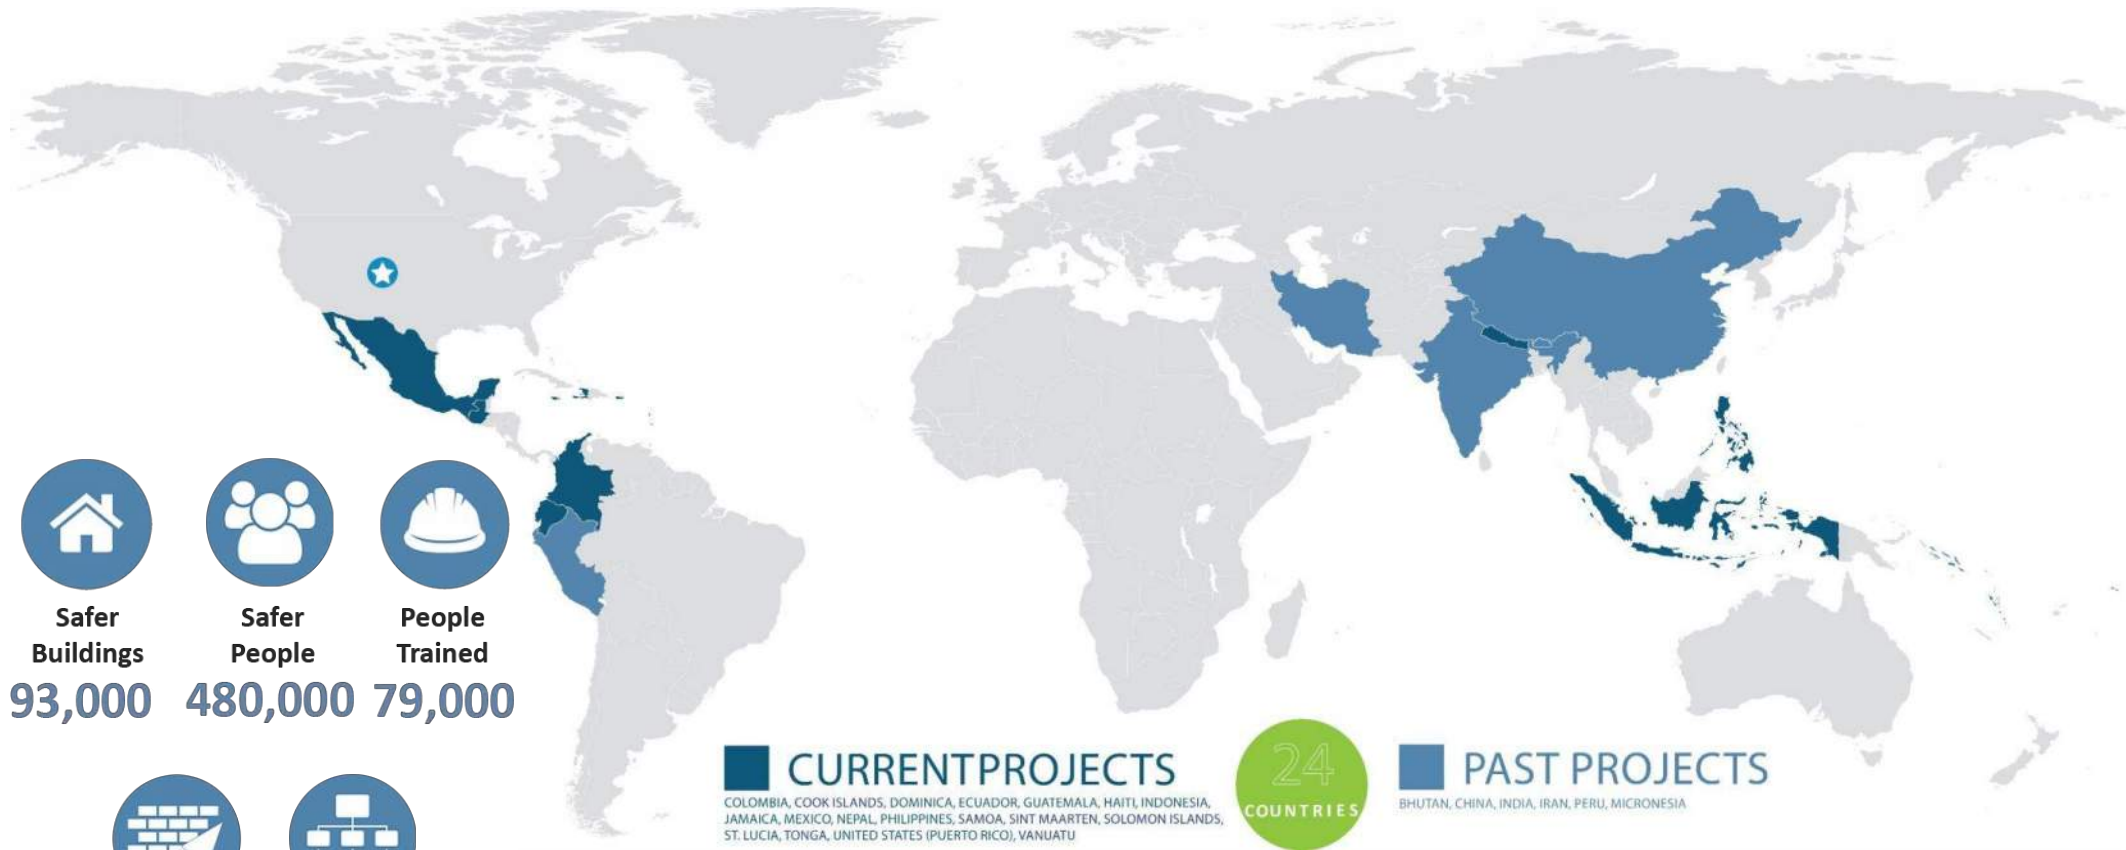 Safer
Buildings
93,000
Safer
People
480,000
People
Trained
79,000
CURRENTPROJECTS
COLOMBIA, COOK ISLANDS, DOMINICA, ECUADOR, GUATEMALA, HAITI, INDONESIA,
JAMAICA, MEXICO, NEPAL, PHILIPPINES, SAMOA, SINT MAARTEN, SOLOMON ISLANDS,
ST. LUCIA, TONGA, UNITED STATES (PUERTO RICO), VANUATU
24
COUNTRIES
PAST PROJECTS
BHUTAN, CHINA, INDIA, IRAN, PERU, MICRONESIA